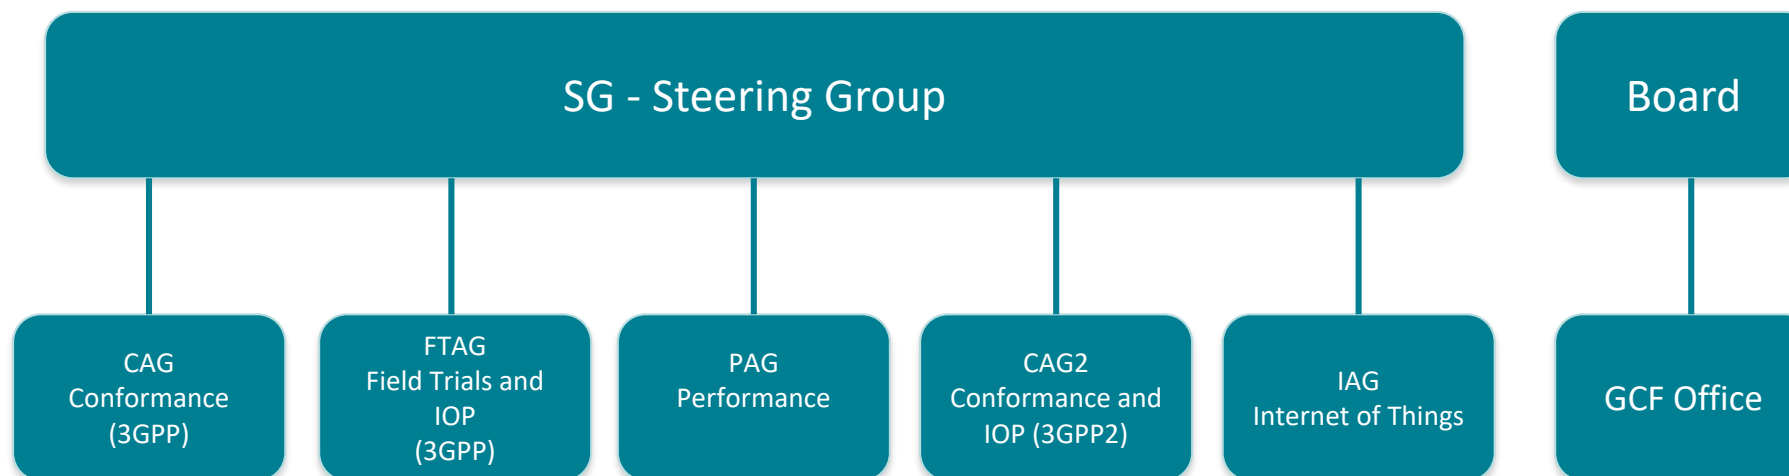 SG - Steering Group
Board
CAG
Conformance
(3GPP)
FTAG
Field Trials and
IOP
(3GPP)
PAG
Performance
CAG2
Conformance and
IOP (3GPP2)
IAG
Internet of Things
GCF Office